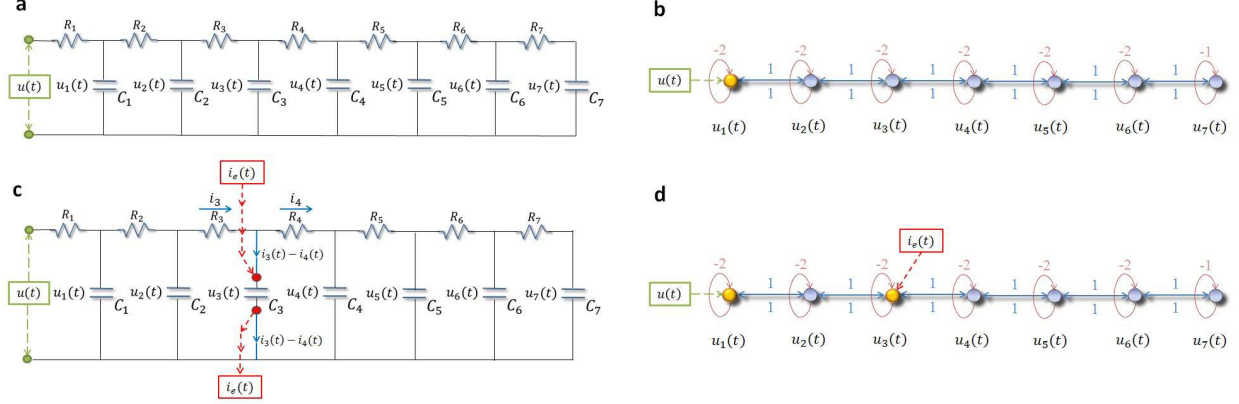 a
R₁ R₂ R₃ R₄ R₅ R₆ R₇
u(t) u₁(t) C₁ u₂(t) C₂ u₃(t) C₃ u₄(t) C₄ u₅(t) C₅ u₆(t) C₆ u₇(t) C₇
b
-2 -2 -2 -2 -2 -2 -1
u(t) 1 1 1 1 1 1
1 1 1 1 1 1
u₁(t) u₂(t) u₃(t) u₄(t) u₅(t) u₆(t) u₇(t)
c
iₑ(t)
i₃ i₄
R₁ R₂ R₃ R₄ R₅ R₆ R₇
i₃(t)−i₄(t)
u(t) u₁(t) C₁ u₂(t) C₂ u₃(t) C₃ u₄(t) C₄ u₅(t) C₅ u₆(t) C₆ u₇(t) C₇
i₃(t)−i₄(t)
iₑ(t)
d
iₑ(t)
-2 -2 -2 -2 -2 -2 -1
u(t) 1 1 1 1 1 1
1 1 1 1 1 1
u₁(t) u₂(t) u₃(t) u₄(t) u₅(t) u₆(t) u₇(t)